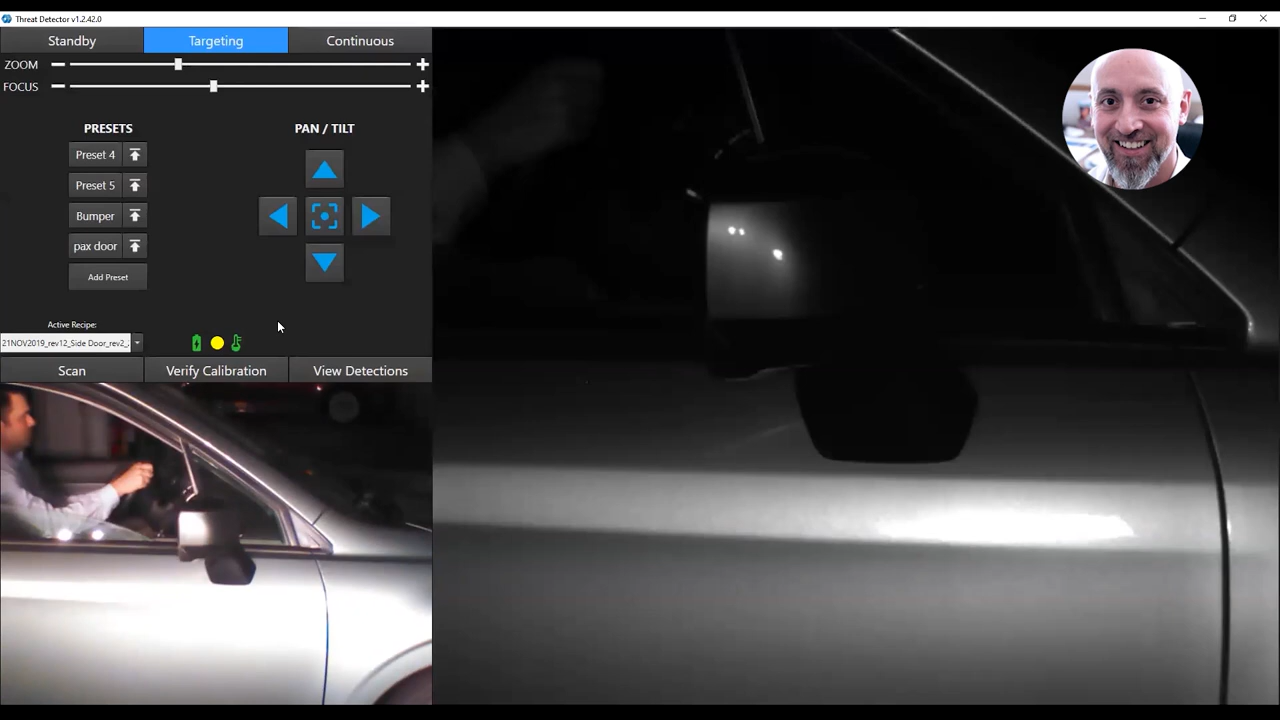 Threat Detector v1.2.42.0
Standby
Targeting
Continuous
ZOOM
FOCUS
PRESETS
PAN / TILT
Preset 4
Preset 5
Bumper
pax door
Add Preset
Active Recipe:
21NOV2019_rev12_Side Door_rev2_
Scan
Verify Calibration
View Detections